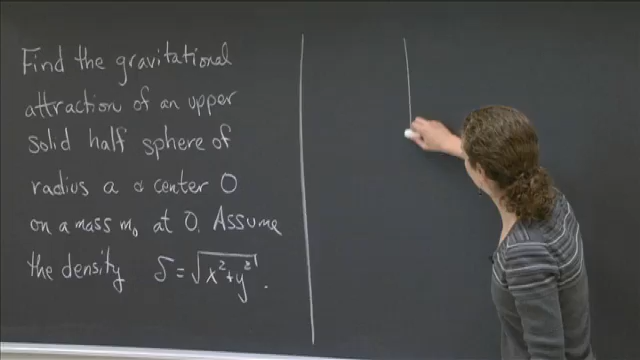 Find the gravitational
attraction of an upper
solid half sphere of
radius a & center O
on a mass m₀ at O. Assume
the density δ = √(x² + y²) .